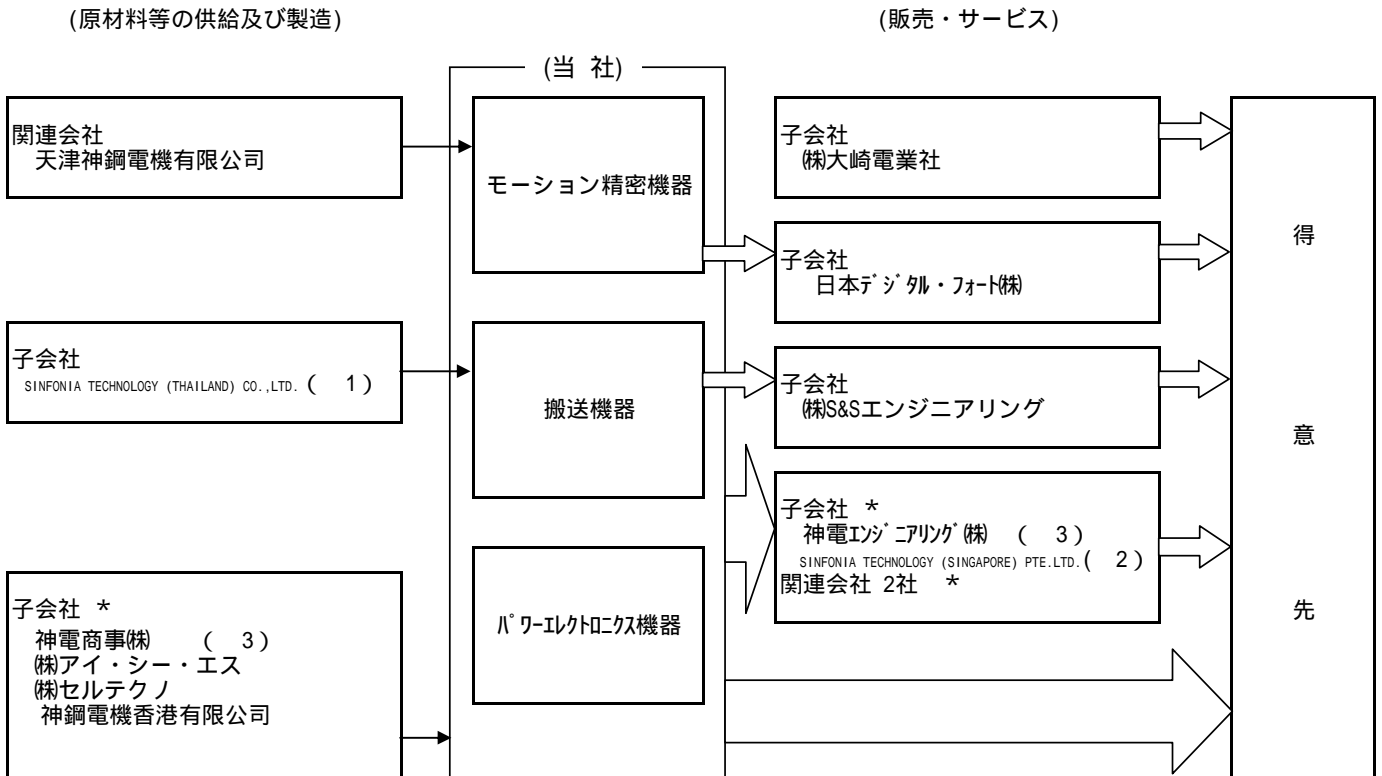 (原材料等の供給及び製造)
(販売・サービス)
(当 社)
関連会社
天津神鋼電機有限公司
モーション精密機器
子会社
㈱大崎電業社
子会社
日本ﾃﾞｼﾞﾀﾙ・ﾌｫｰﾄ㈱
子会社
SINFONIA TECHNOLOGY (THAILAND) CO.,LTD. ( 1)
搬送機器
子会社
㈱S&Sエンジニアリング
子会社 *
神電ｴﾝｼﾞﾆｱﾘﾝｸﾞ㈱ ( 3)
SINFONIA TECHNOLOGY (SINGAPORE) PTE.LTD.( 2)
関連会社 2社 *
子会社 *
神電商事㈱ ( 3)
㈱アイ・シー・エス
㈱セルテクノ
神鋼電機香港有限公司
ﾊﾟﾜｰｴﾚｸﾄﾛﾆｸｽ機器
得
意
先